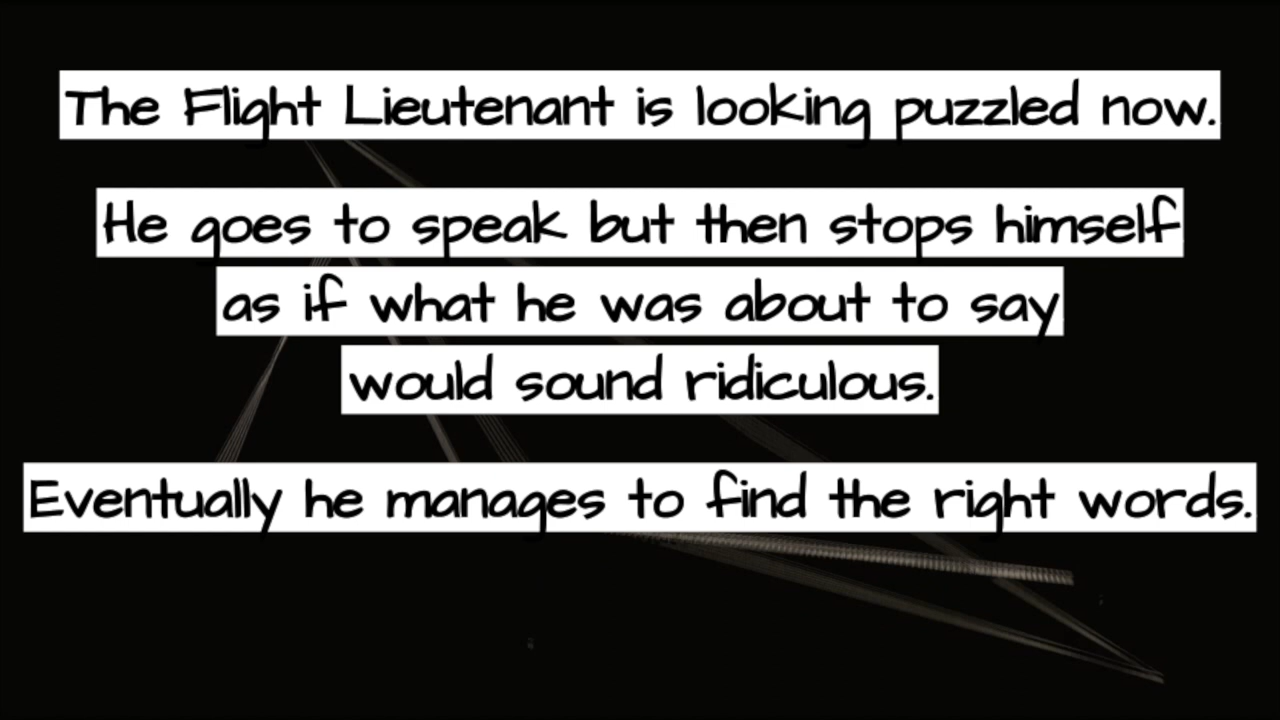 The Flight Lieutenant is looking puzzled now.
He goes to speak but then stops himself
as if what he was about to say
would sound ridiculous.
Eventually he manages to find the right words.